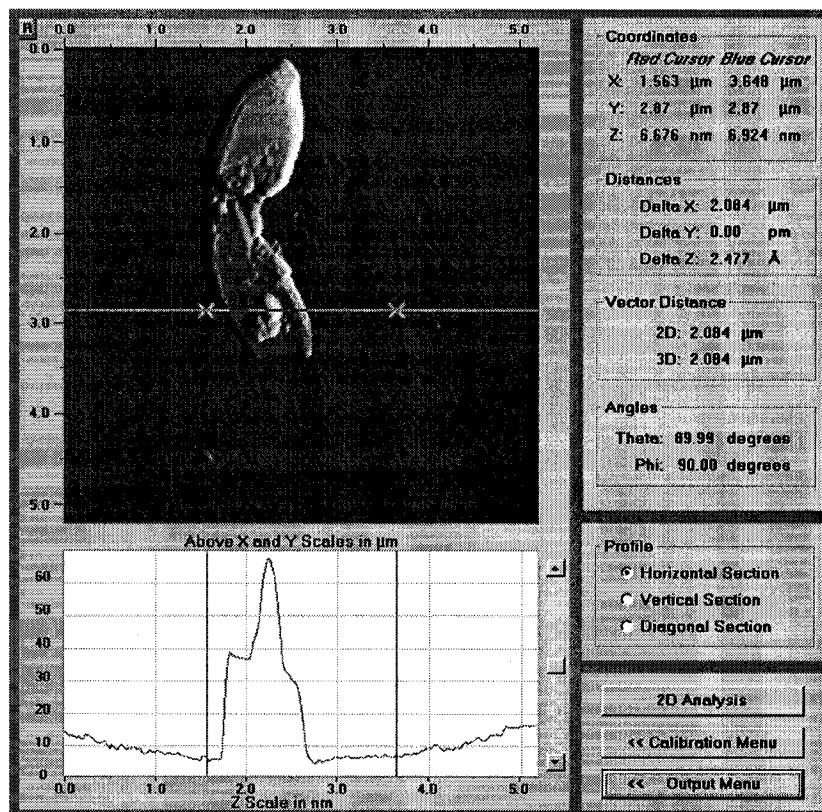 R
0.0 1.0 2.0 3.0 4.0 5.0
0.0
1.0
2.0
3.0
4.0
5.0
Above X and Y Scales in µm
60
50
40
30
20
10
0
0.0 1.0 2.0 3.0 4.0 5.0
Z Scale in nm
Coordinates
Red Cursor Blue Cursor
X: 1.563 µm 3.648 µm
Y: 2.87 µm 2.87 µm
Z: 6.676 nm 6.924 nm
Distances
Delta X: 2.084 µm
Delta Y: 0.00 pm
Delta Z: 2.477 Å
Vector Distance
2D: 2.084 µm
3D: 2.084 µm
Angles
Theta: 89.99 degrees
Phi: 90.00 degrees
Profile
Horizontal Section
Vertical Section
Diagonal Section
2D Analysis
<< Calibration Menu
<< Output Menu